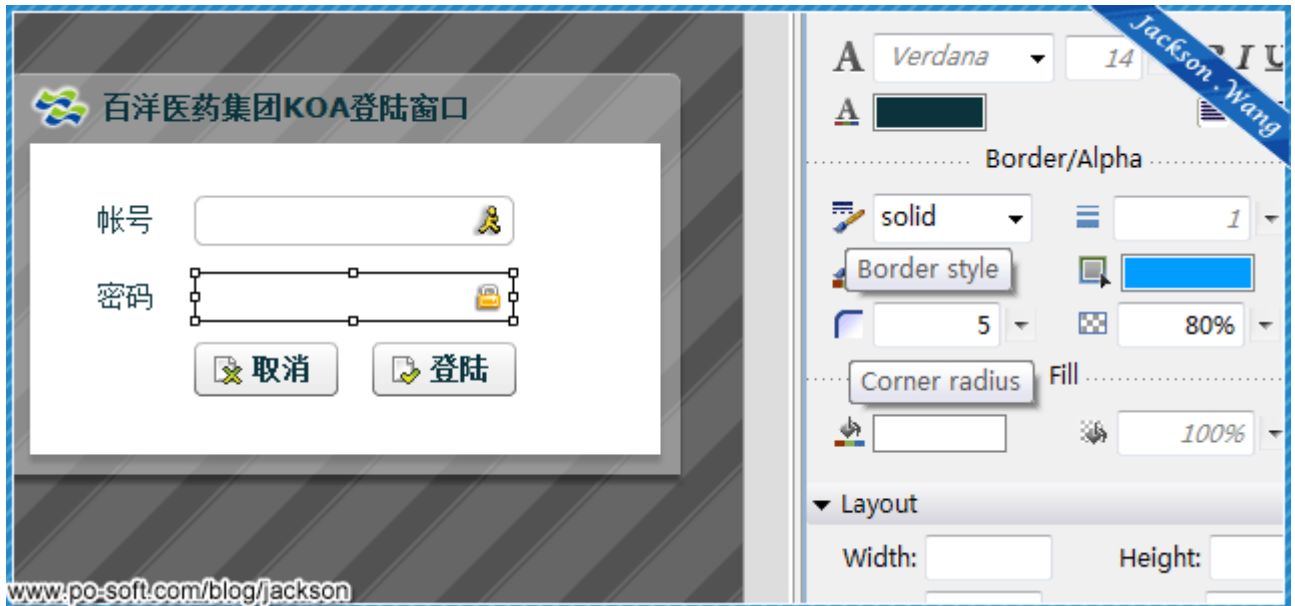 百洋医药集团KOA登陆窗口
帐号
密码
取消
登陆
www.po-soft.com/blog/jackson
Jackson . Wang
A Verdana 14 I U
A
Border/Alpha
solid 1
Border style
5 80%
Corner radius
Fill
100%
Layout
Width: Height: